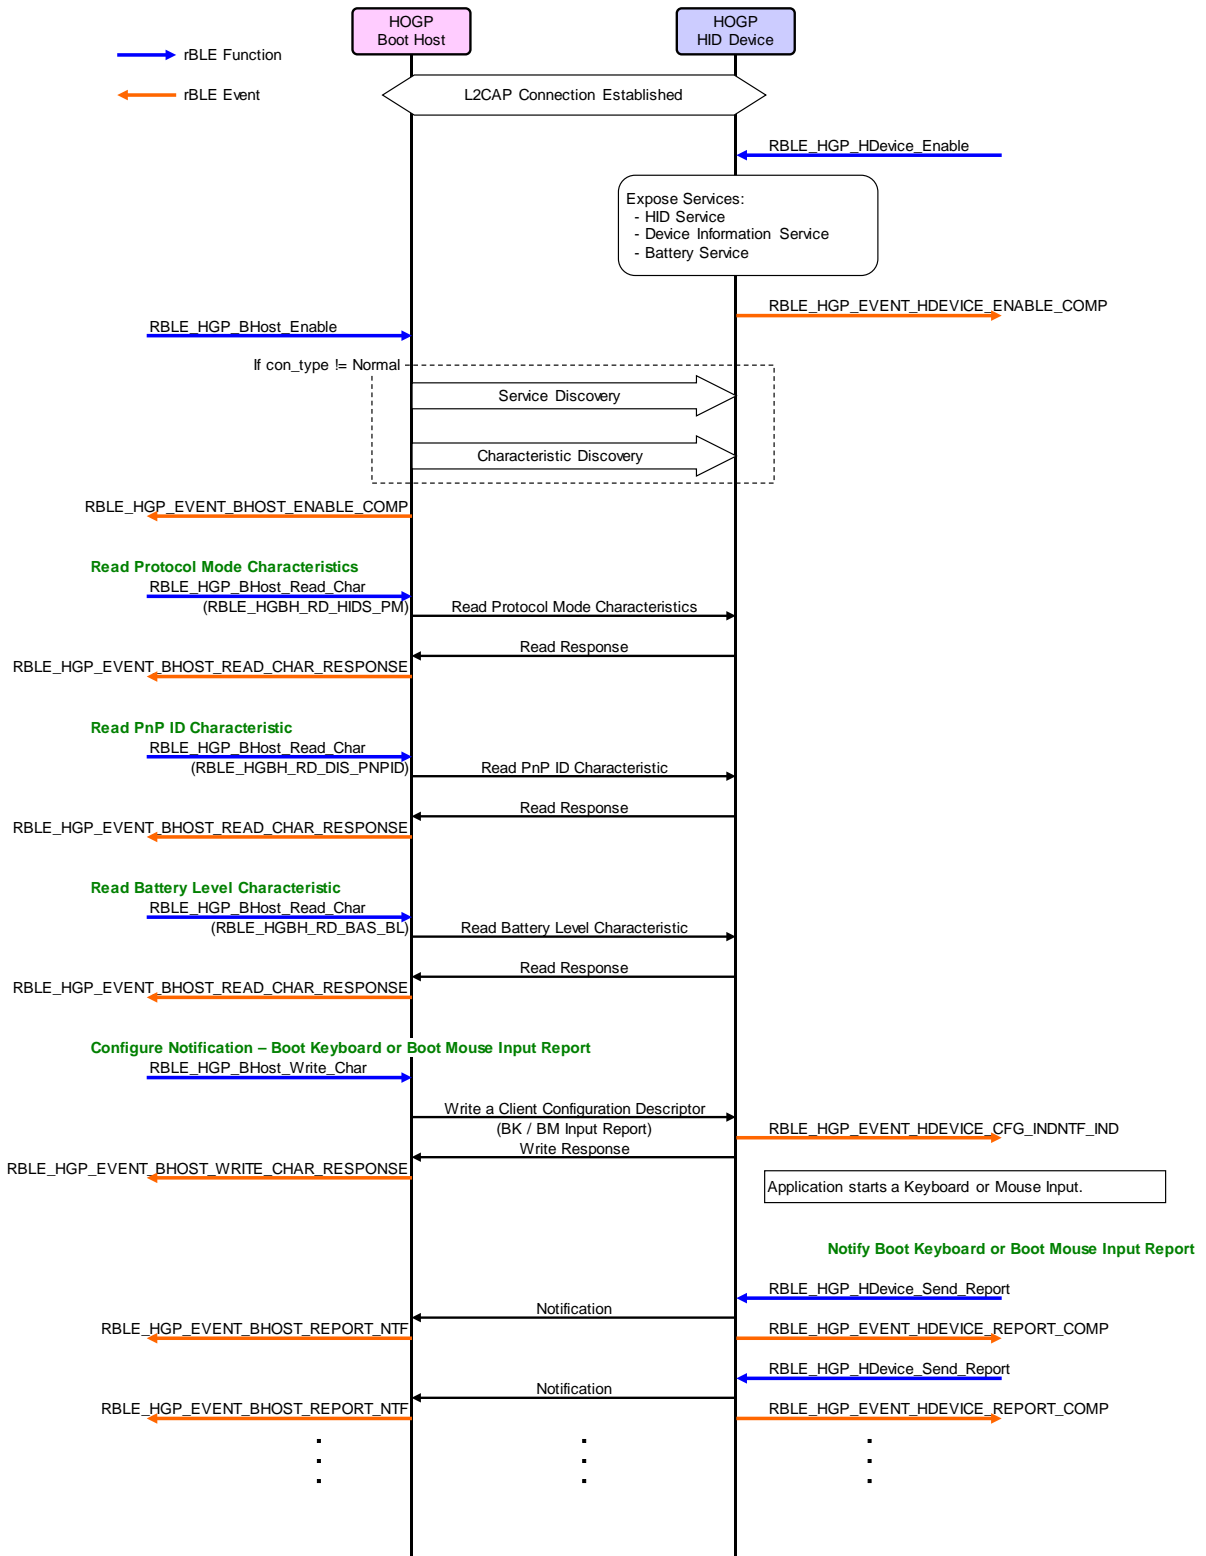 HOGP
Boot Host
HOGP
HID Device
rBLE Function
rBLE Event
L2CAP Connection Established
RBLE_HGP_HDevice_Enable
Expose Services:
- HID Service
- Device Information Service
- Battery Service
RBLE_HGP_EVENT_HDEVICE_ENABLE_COMP
RBLE_HGP_BHost_Enable
If con_type != Normal
Service Discovery
Characteristic Discovery
RBLE_HGP_EVENT_BHOST_ENABLE_COMP
Read Protocol Mode Characteristics
RBLE_HGP_BHost_Read_Char
(RBLE_HGBH_RD_HIDS_PM)
Read Protocol Mode Characteristics
Read Response
RBLE_HGP_EVENT_BHOST_READ_CHAR_RESPONSE
Read PnP ID Characteristic
RBLE_HGP_BHost_Read_Char
(RBLE_HGBH_RD_DIS_PNPID)
Read PnP ID Characteristic
Read Response
RBLE_HGP_EVENT_BHOST_READ_CHAR_RESPONSE
Read Battery Level Characteristic
RBLE_HGP_BHost_Read_Char
(RBLE_HGBH_RD_BAS_BL)
Read Battery Level Characteristic
Read Response
RBLE_HGP_EVENT_BHOST_READ_CHAR_RESPONSE
Configure Notification – Boot Keyboard or Boot Mouse Input Report
RBLE_HGP_BHost_Write_Char
Write a Client Configuration Descriptor
(BK / BM Input Report)
RBLE_HGP_EVENT_HDEVICE_CFG_INDNTF_IND
Write Response
RBLE_HGP_EVENT_BHOST_WRITE_CHAR_RESPONSE
Application starts a Keyboard or Mouse Input.
Notify Boot Keyboard or Boot Mouse Input Report
RBLE_HGP_HDevice_Send_Report
Notification
RBLE_HGP_EVENT_BHOST_REPORT_NTF
RBLE_HGP_EVENT_HDEVICE_REPORT_COMP
RBLE_HGP_HDevice_Send_Report
Notification
RBLE_HGP_EVENT_BHOST_REPORT_NTF
RBLE_HGP_EVENT_HDEVICE_REPORT_COMP